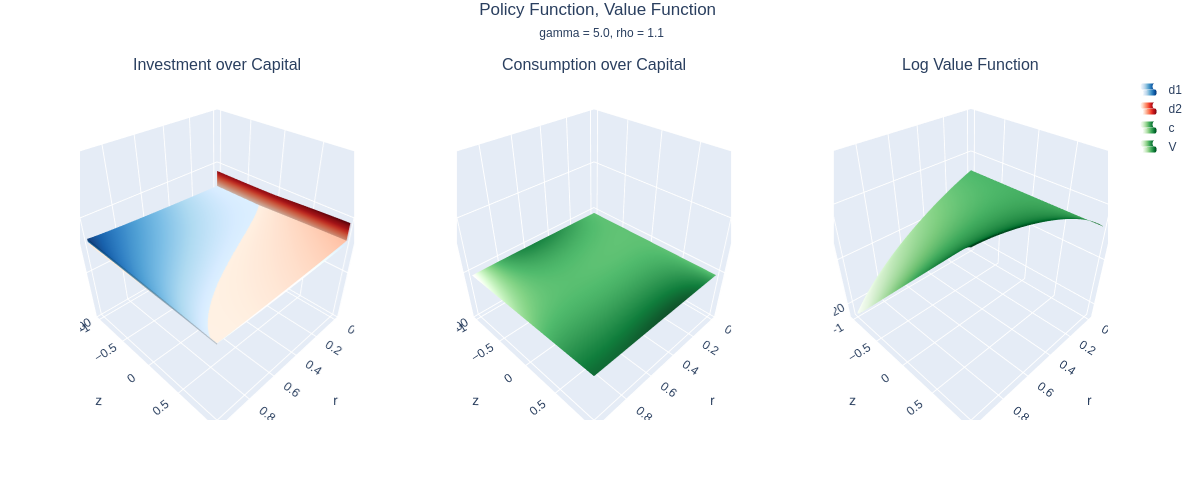 Policy Function, Value Function
gamma = 5.0, rho = 1.1
Investment over Capital
Consumption over Capital
Log Value Function
d1
d2
c
V
−0.5
0
0.5
z
0
0.2
0.4
0.6
0.8
r
−0.5
0
0.5
z
0
0.2
0.4
0.6
0.8
r
20
−1
−0.5
0
0.5
z
0
0.2
0.4
0.6
0.8
r